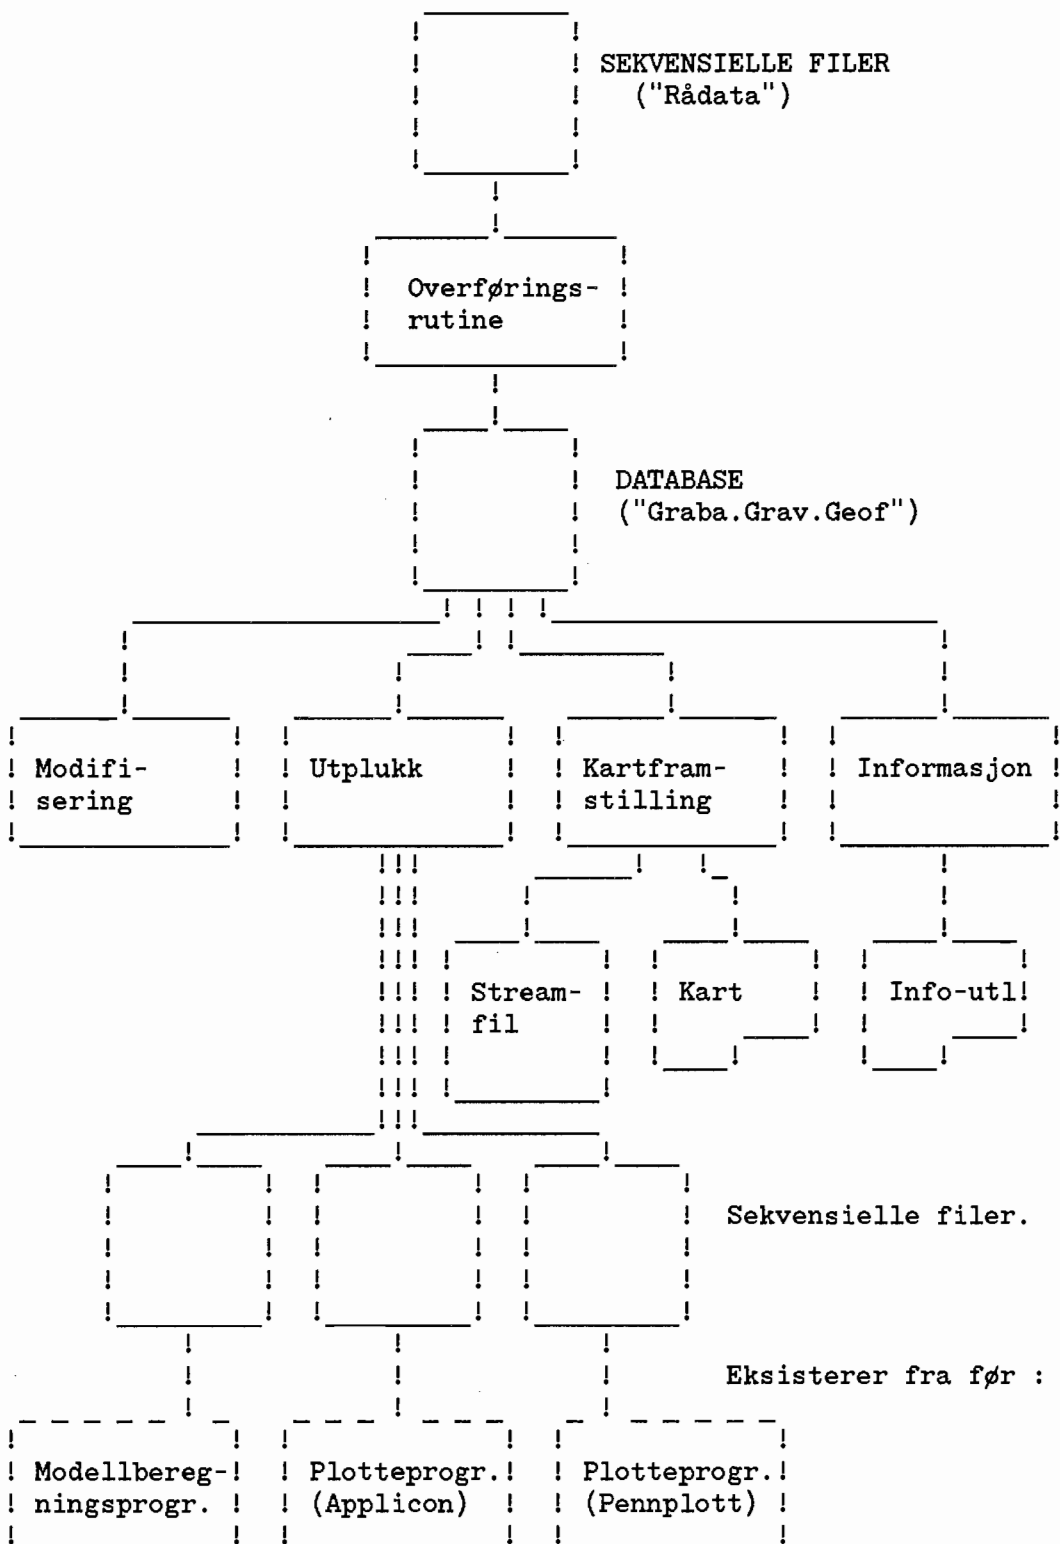 SEKVENSIELLE FILER
("Rådata")
Overførings-
rutine
DATABASE
("Graba.Grav.Geof")
Modifi-
sering
Utplukk
Kartfram-
stilling
Informasjon
Stream-
fil
Kart
Info-utl
Sekvensielle filer.
Eksisterer fra før :
Modellbereg-
ningsprogr.
Plotteprogr.
(Applicon)
Plotteprogr.
(Pennplott)